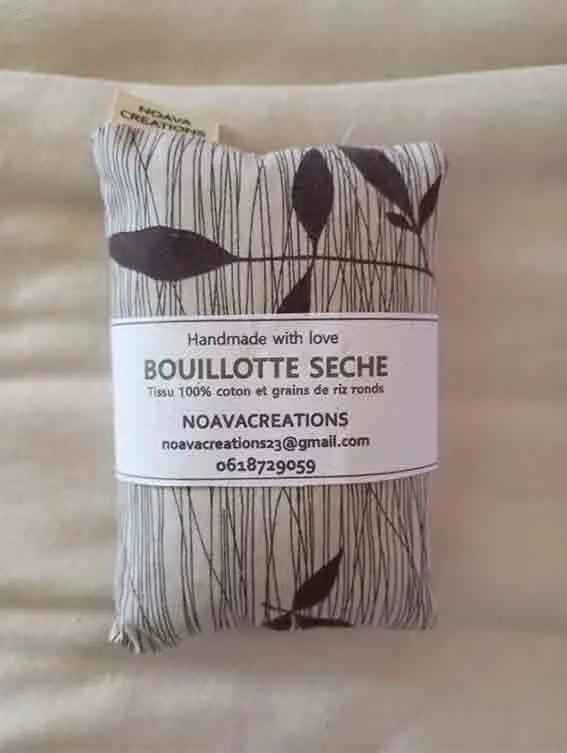 NOAVA
CREATIONS
Handmade with love
BOUILLOTTE SECHE
Tissu 100% coton et grains de riz ronds
NOAVACREATIONS
noavacreations23@gmail.com
0618729059